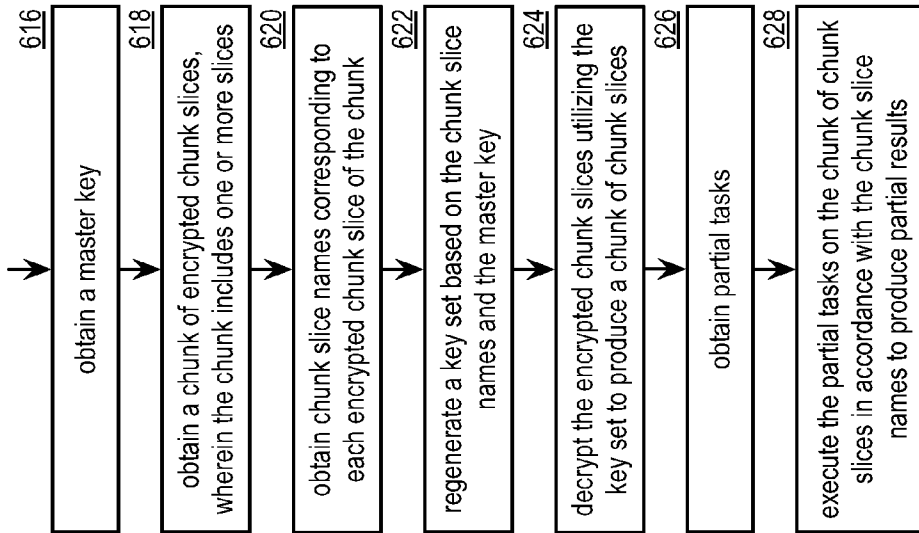 616
obtain a master key
618
obtain a chunk of encrypted chunk slices,
wherein the chunk includes one or more slices
620
obtain chunk slice names corresponding to
each encrypted chunk slice of the chunk
622
regenerate a key set based on the chunk slice
names and the master key
624
decrypt the encrypted chunk slices utilizing the
key set to produce a chunk of chunk slices
626
obtain partial tasks
628
execute the partial tasks on the chunk of chunk
slices in accordance with the chunk slice
names to produce partial results